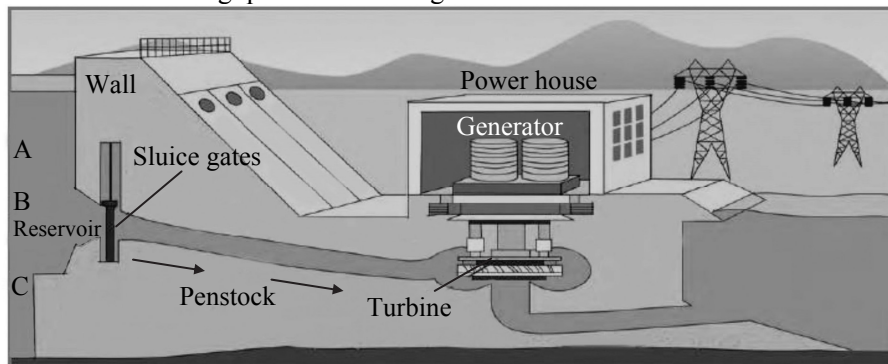 Wall
Power house
Generator
A
Sluice gates
B
Reservoir
C
Penstock
Turbine